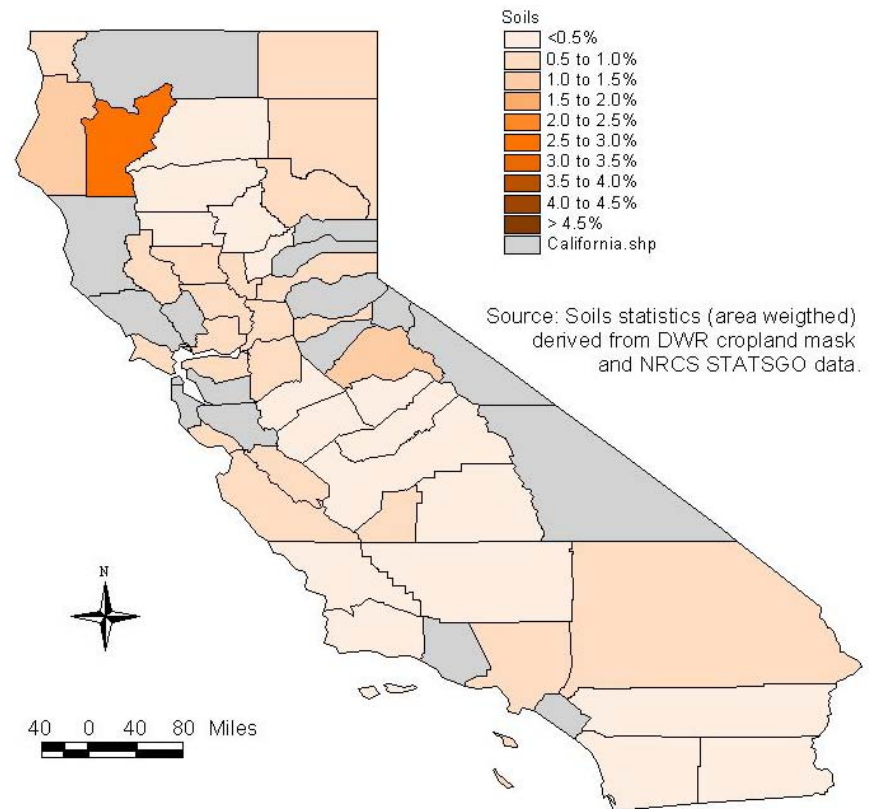 Soils
<0.5%
0.5 to 1.0%
1.0 to 1.5%
1.5 to 2.0%
2.0 to 2.5%
2.5 to 3.0%
3.0 to 3.5%
3.5 to 4.0%
4.0 to 4.5%
> 4.5%
California.shp
Source: Soils statistics (area weigthed)
derived from DWR cropland mask
and NRCS STATSGO data.
N
40 0 40 80 Miles